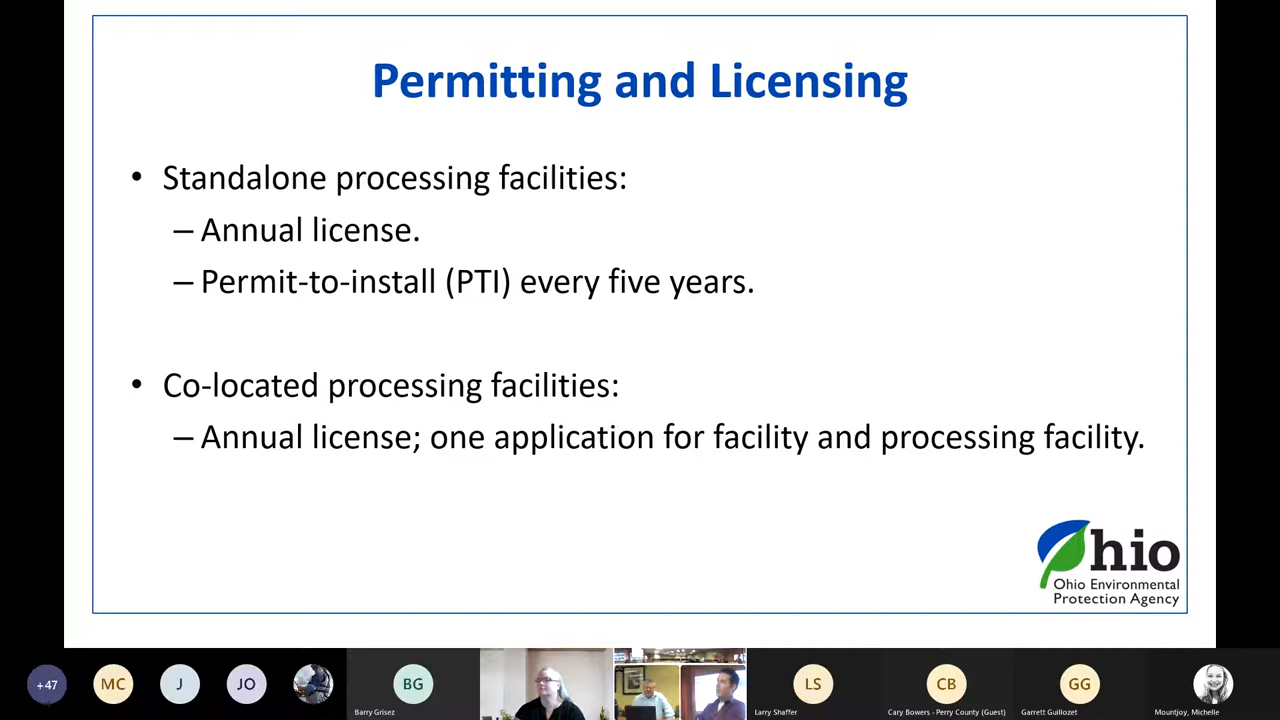 Permitting and Licensing
• Standalone processing facilities:
– Annual license.
– Permit-to-install (PTI) every five years.
• Co-located processing facilities:
– Annual license; one application for facility and processing facility.
Ohio
Ohio Environmental
Protection Agency
+47
MC
J
JO
BG
LS
CB
GG
Barry Grisez
Larry Shaffer
Cary Bowers - Perry County (Guest)
Garrett Guillozet
Mountjoy, Michelle